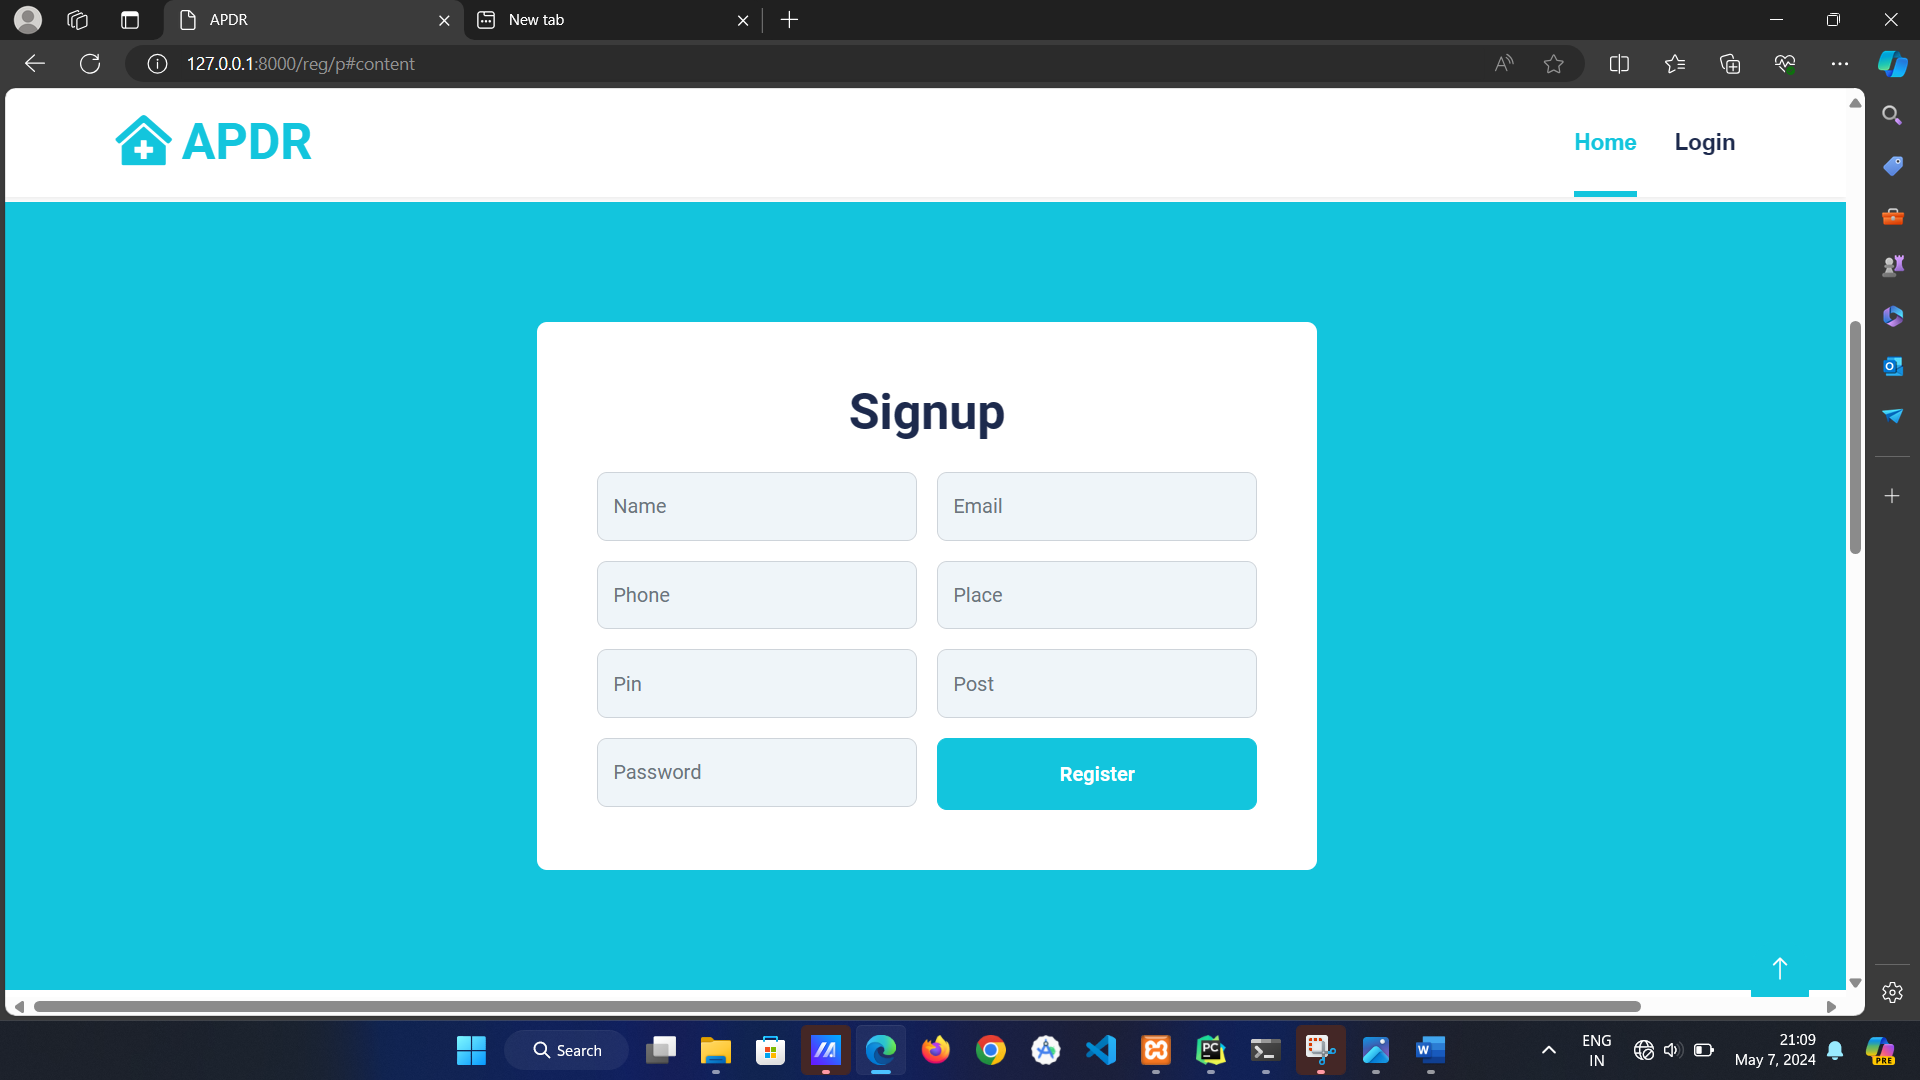 APDR
New tab
127.0.0.1:8000/reg/p#content
APDR
Home
Login
Signup
Name
Email
Phone
Place
Pin
Post
Password
Register
Search
ENG
IN
21:09
May 7, 2024
PRE